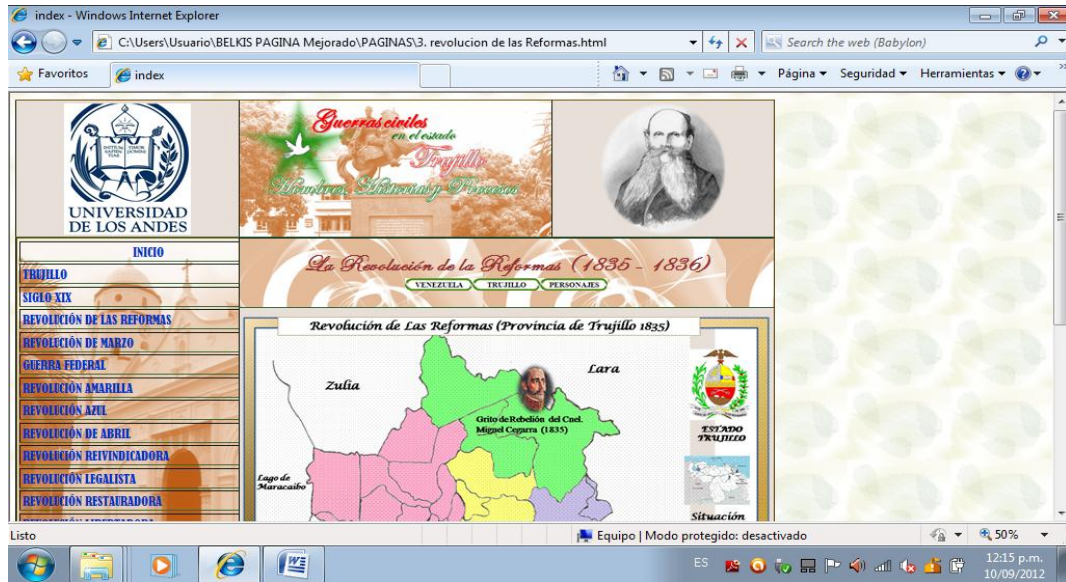 index - Windows Internet Explorer
C:\Users\Usuario\BELKIS PAGINA Mejorado\PAGINAS\3. revolucion de las Reformas.html
Search the web (Babylon)
Favoritos
index
Página
Seguridad
Herramientas
UNIVERSIDAD
DE LOS ANDES
Guerras civiles
en el estado
Trujillo
Hombres, Historias y Procesos
INICIO
TRUJILLO
SIGLO XIX
REVOLUCIÓN DE LAS REFORMAS
REVOLUCIÓN DE MARZO
GUERRA FEDERAL
REVOLUCIÓN AMARILLA
REVOLUCIÓN AZUL
REVOLUCIÓN DE ABRIL
REVOLUCIÓN REIVINDICADORA
REVOLUCIÓN LEGALISTA
REVOLUCIÓN RESTAURADORA
REVOLUCIÓN LIBERTADORA
La Revolución de la Reformas (1835 - 1836)
VENEZUELA
TRUJILLO
PERSONAJES
Revolución de Las Reformas (Provincia de Trujillo 1835)
Zulia
Lara
Grito de Rebelión del Cnel.
Miguel Cegarra (1835)
Lago de
Maracaibo
ESTADO
TRUJILLO
Situación
Listo
Equipo | Modo protegido: desactivado
50%
ES
12:15 p.m.
10/09/2012